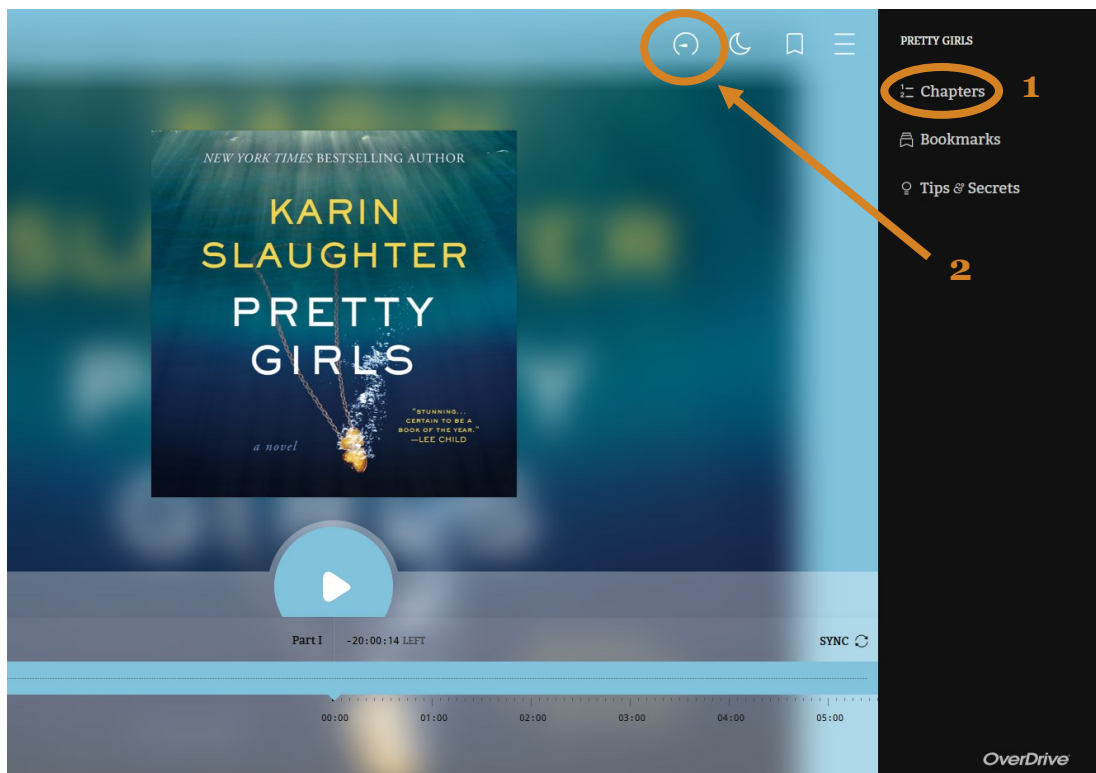 PRETTY GIRLS
1
2 Chapters
1
Bookmarks
Tips & Secrets
2
NEW YORK TIMES BESTSELLING AUTHOR
KARIN
SLAUGHTER
PRETTY
GIRLS
"STUNNING...
CERTAIN TO BE A
BOOK OF THE YEAR."
—LEE CHILD
a novel
Part I -20:00:14 LEFT
SYNC
00:00 01:00 02:00 03:00 04:00 05:00
OverDrive